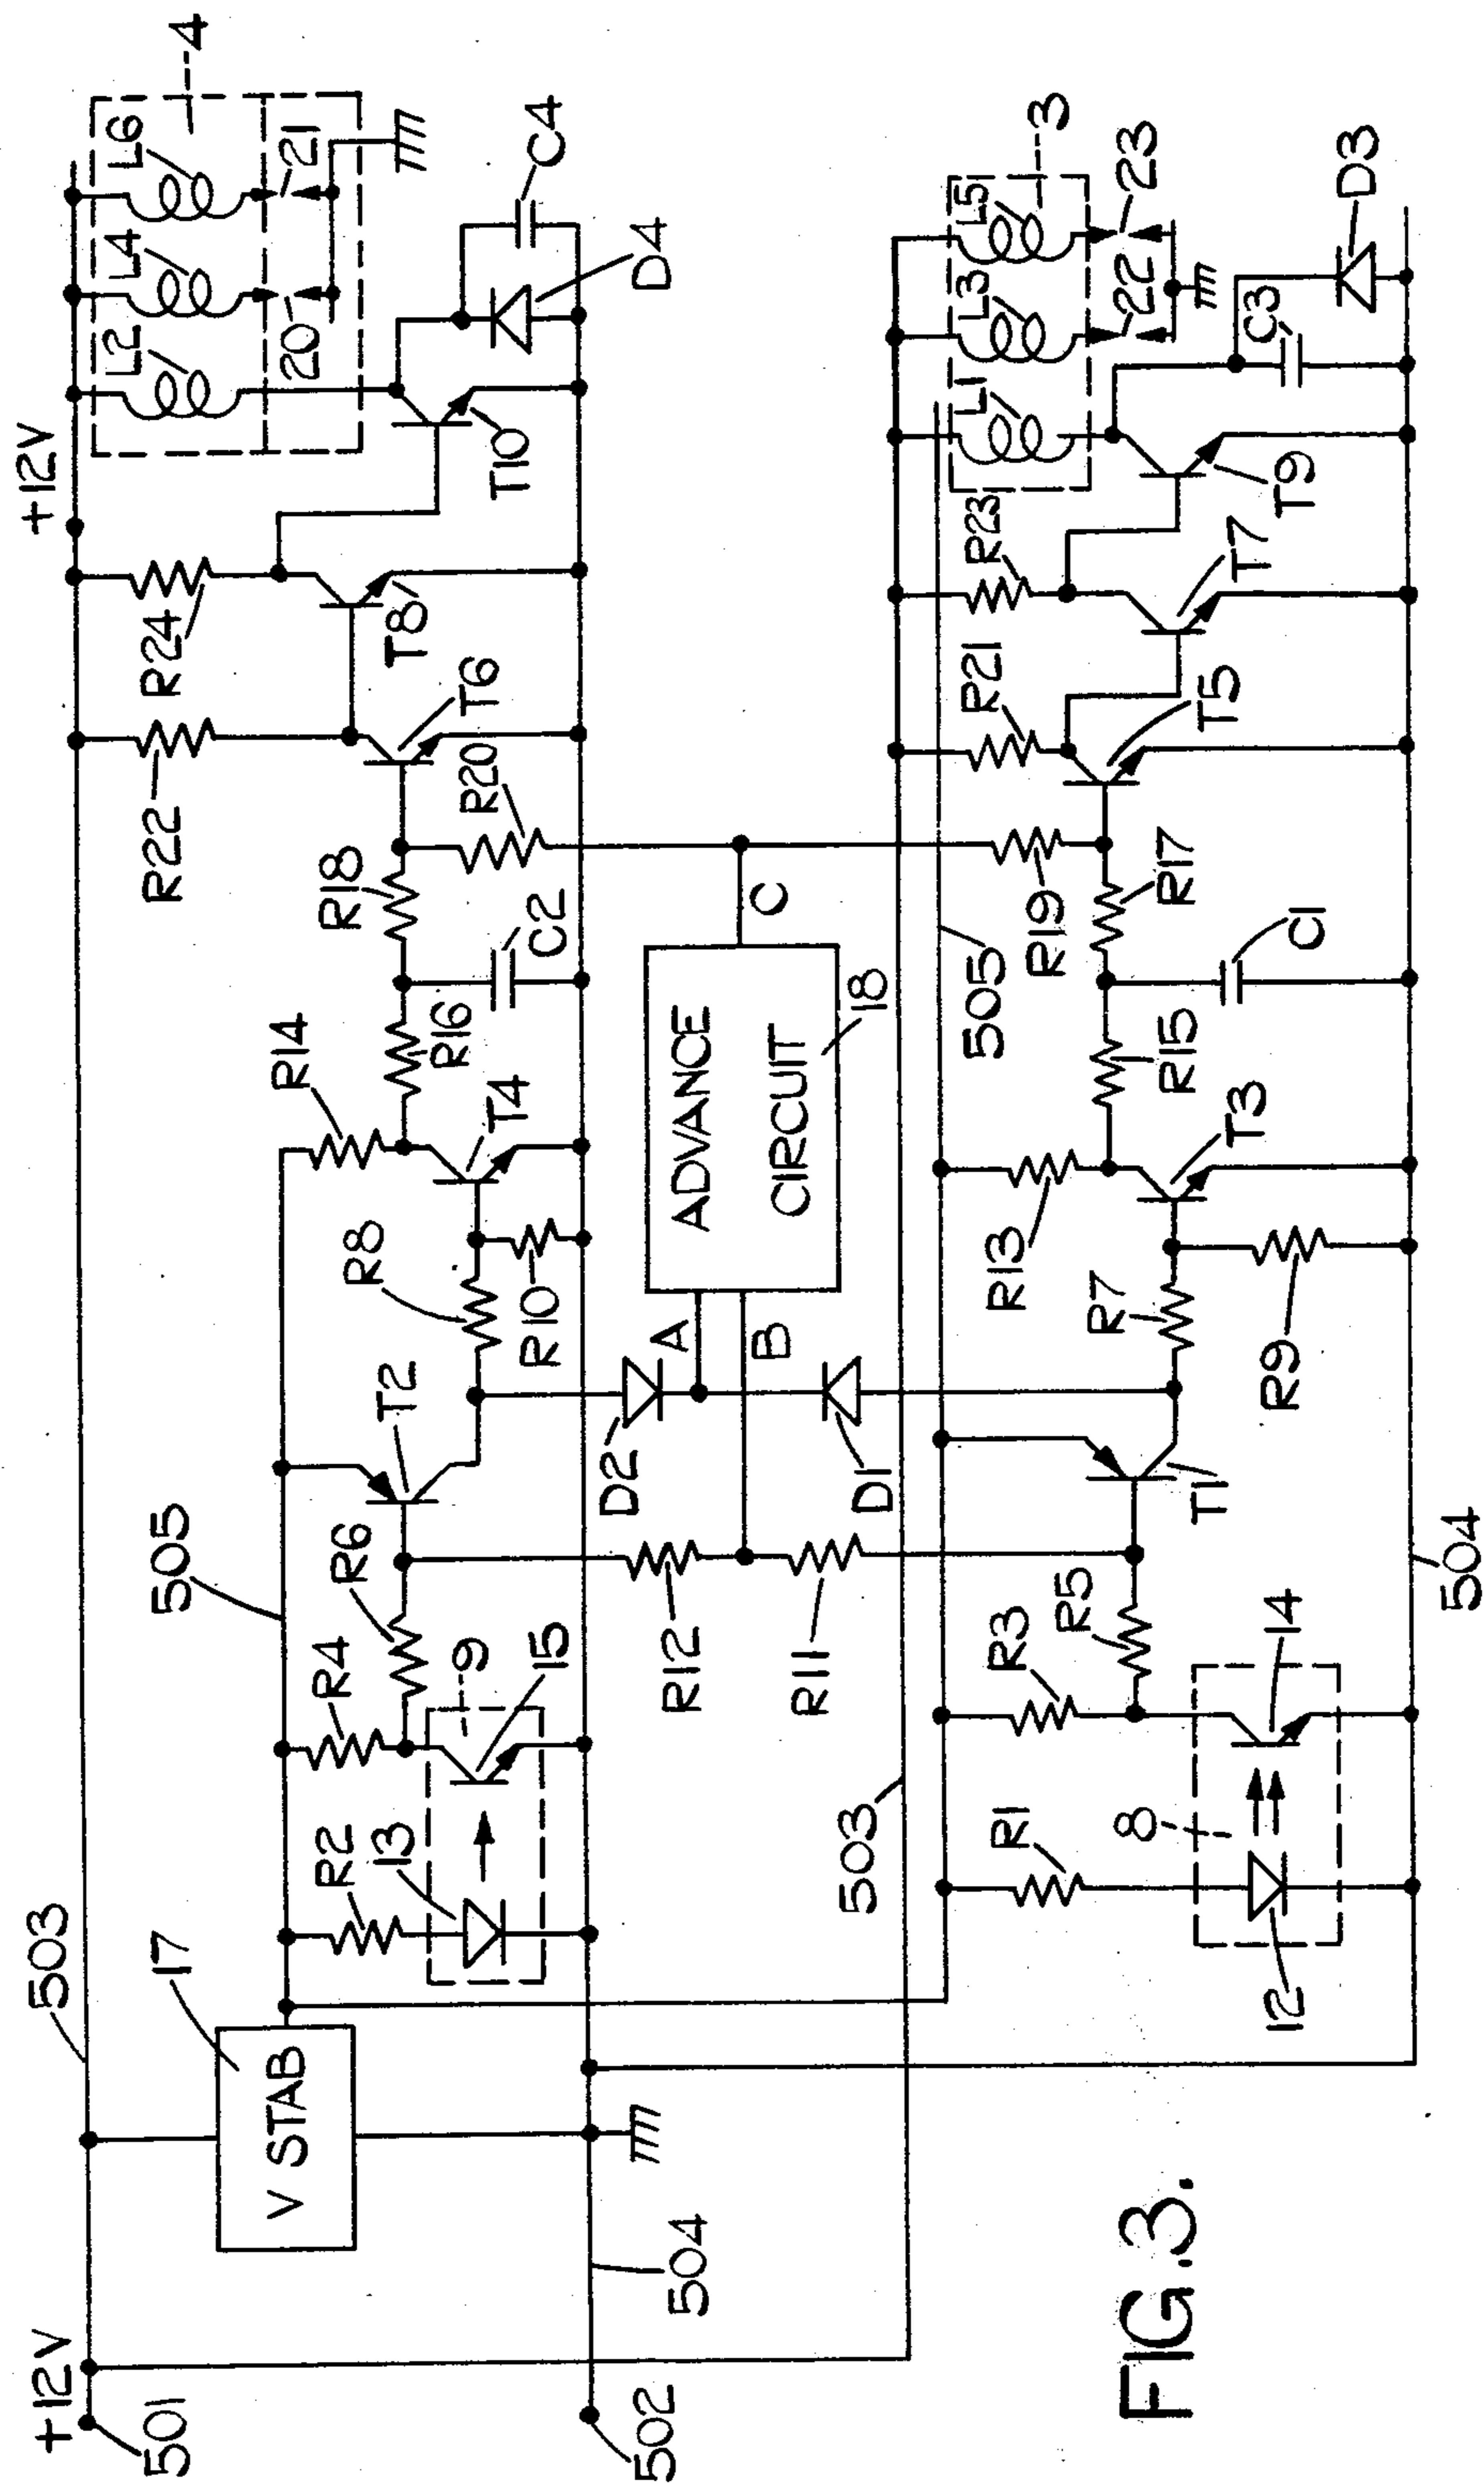 +12V
501
502
503
504
17
V STAB
505
R2
13
R4
9
15
R6
T2
R8
R10
R14
T4
R16
C2
R18
R20
R22
T6
R24
T8
+12V
T10
L2
L4
L6
4
20
21
C4
D4
R12
R11
D2
D1
A
B
ADVANCE
CIRCUIT
18
C
503
505
R1
8
12
R3
14
R5
T1
R7
R9
R13
T3
R15
C1
R17
R19
R21
T5
R23
T7
T9
L1
L3
L5
3
22
23
C3
D3
504
FIG.3.